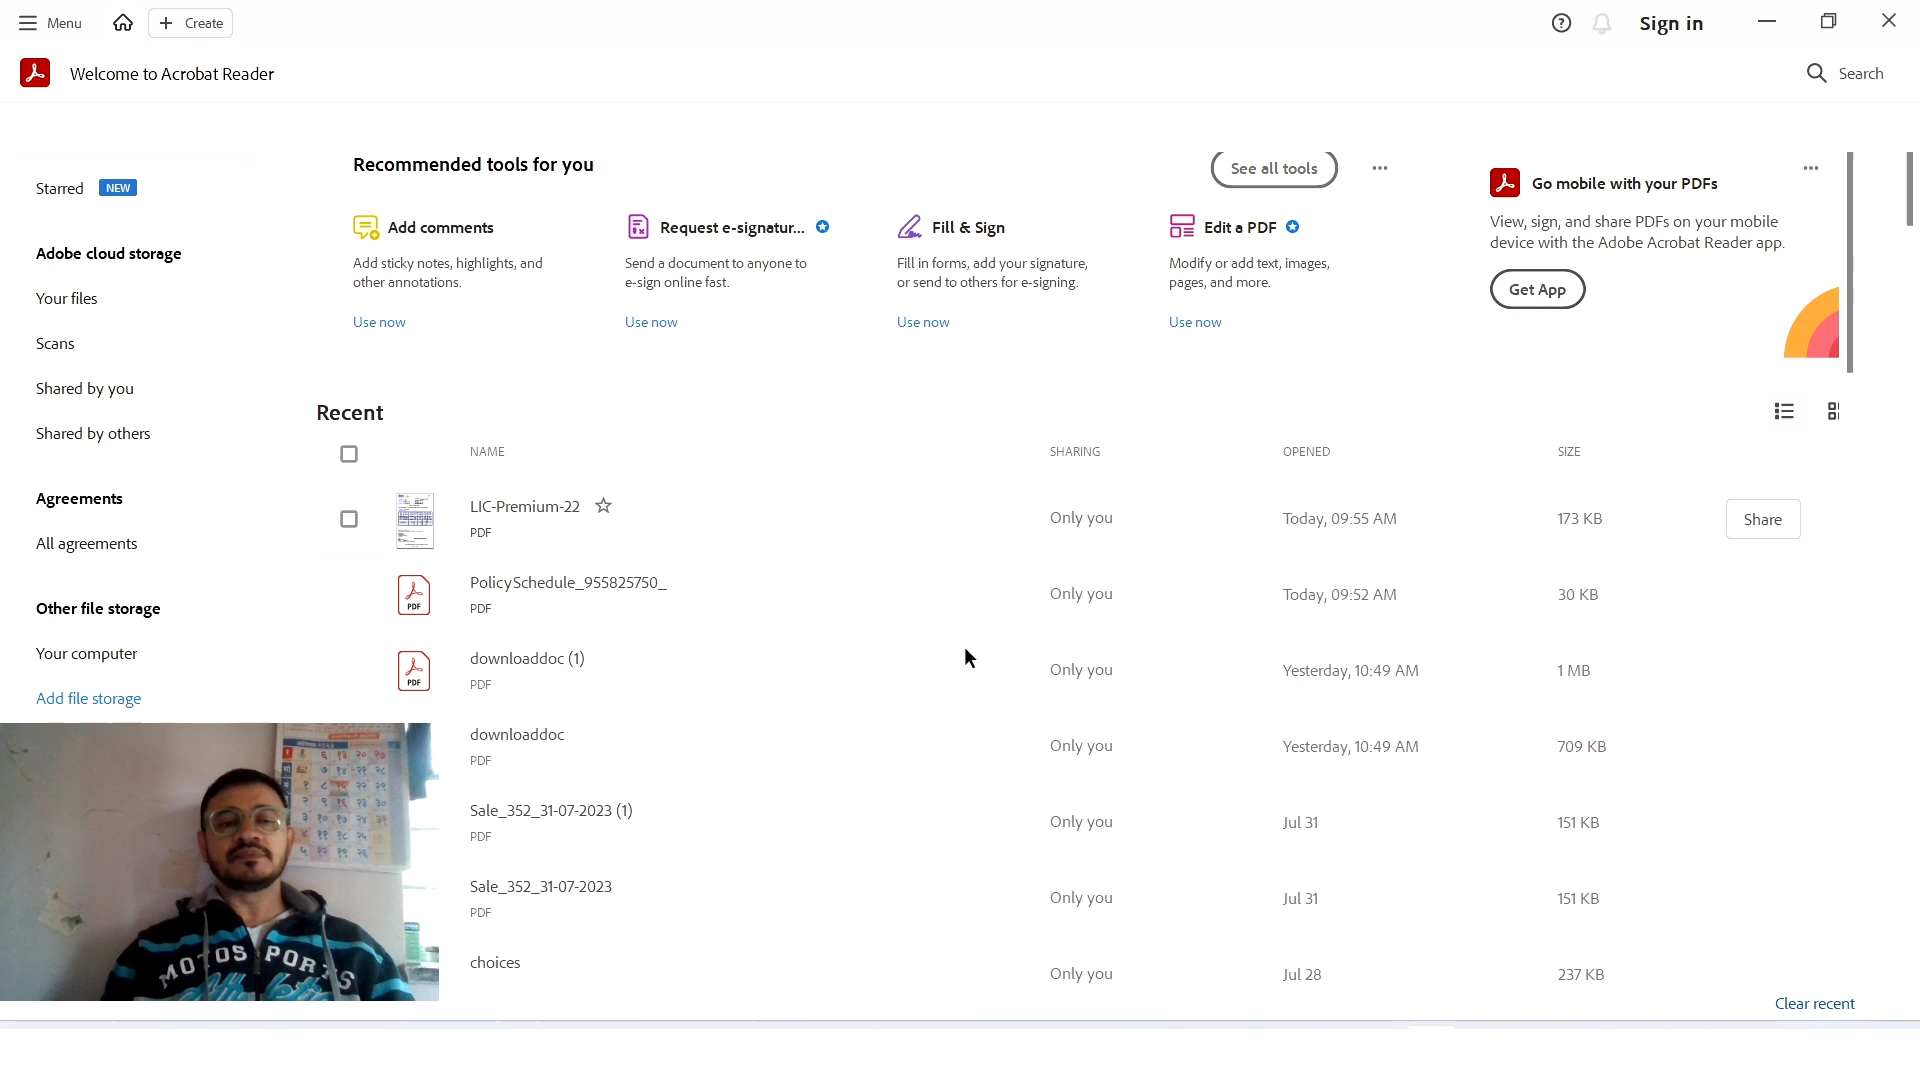 Menu
Create
Sign in
Welcome to Acrobat Reader
Search
Starred NEW
Adobe cloud storage
Your files
Scans
Shared by you
Shared by others
Agreements
All agreements
Other file storage
Your computer
Add file storage
Recommended tools for you
See all tools
Add comments
Add sticky notes, highlights, and
other annotations.
Use now
Request e-signatur...
Send a document to anyone to
e-sign online fast.
Use now
Fill & Sign
Fill in forms, add your signature,
or send to others for e-signing.
Use now
Edit a PDF
Modify or add text, images,
pages, and more.
Use now
Go mobile with your PDFs
View, sign, and share PDFs on your mobile
device with the Adobe Acrobat Reader app.
Get App
Recent
NAME SHARING OPENED SIZE
LIC-Premium-22 Only you Today, 09:55 AM 173 KB Share
PDF
PolicySchedule_955825750_ Only you Today, 09:52 AM 30 KB
PDF
PDF
downloaddoc (1) Only you Yesterday, 10:49 AM 1 MB
PDF
PDF
downloaddoc Only you Yesterday, 10:49 AM 709 KB
PDF
Sale_352_31-07-2023 (1) Only you Jul 31 151 KB
PDF
Sale_352_31-07-2023 Only you Jul 31 151 KB
PDF
choices Only you Jul 28 237 KB
Clear recent
MOTOSPORTS